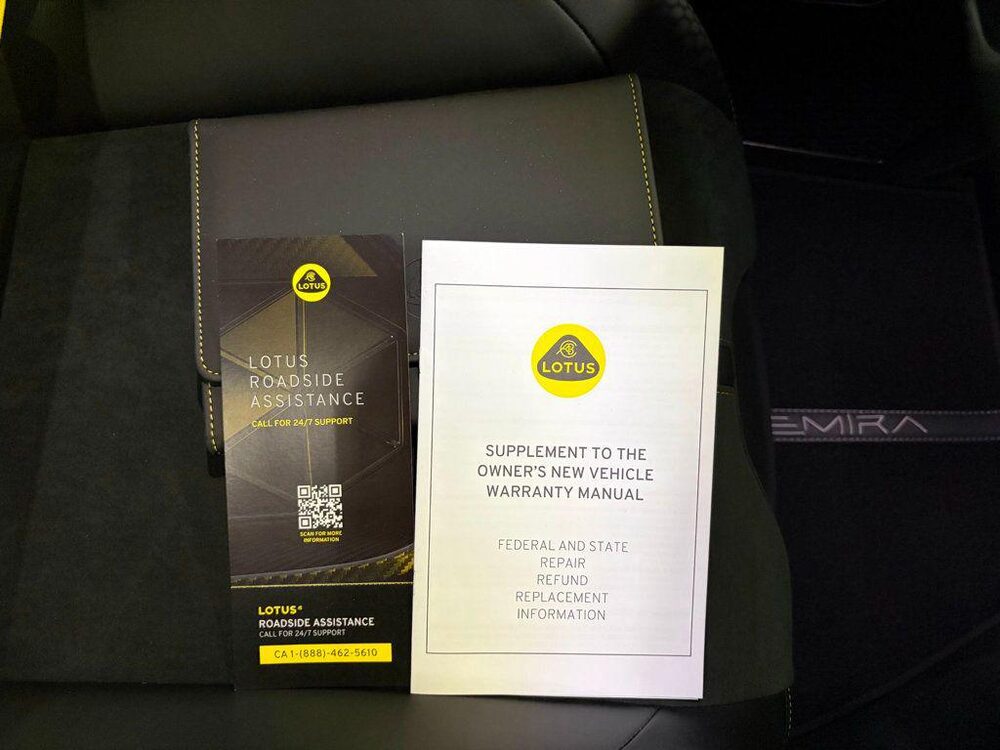 LOTUS
LOTUS
ROADSIDE
ASSISTANCE
CALL FOR 24/7 SUPPORT
SCAN FOR MORE
INFORMATION
LOTUS
ROADSIDE ASSISTANCE
CALL FOR 24/7 SUPPORT
CA 1-(888)-462-5610
LOTUS
SUPPLEMENT TO THE
OWNER'S NEW VEHICLE
WARRANTY MANUAL
FEDERAL AND STATE
REPAIR
REFUND
REPLACEMENT
INFORMATION
EMIRA